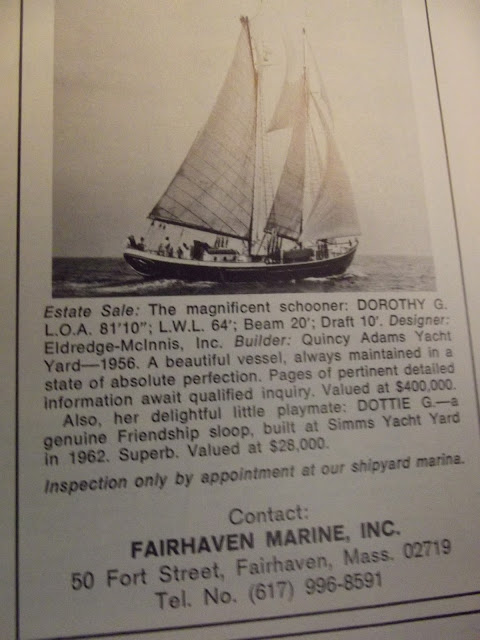 Estate Sale: The magnificent schooner: DOROTHY G.
L.O.A. 81'10"; L.W.L. 64'; Beam 20'; Draft 10'. Designer:
Eldredge-McInnis, Inc. Builder: Quincy Adams Yacht
Yard—1956. A beautiful vessel, always maintained in a
state of absolute perfection. Pages of pertinent detailed
information await qualified inquiry. Valued at $400,000.
Also, her delightful little playmate: DOTTIE G.—a
genuine Friendship sloop, built at Simms Yacht Yard
in 1962. Superb. Valued at $28,000.
Inspection only by appointment at our shipyard marina.
Contact:
FAIRHAVEN MARINE, INC.
50 Fort Street, Fairhaven, Mass. 02719
Tel. No. (617) 996-8591